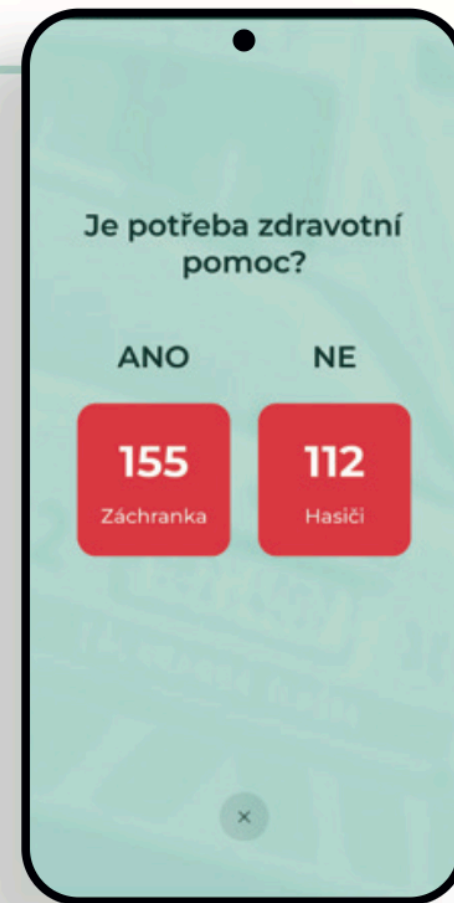 Je potřeba zdravotní
pomoc?
ANO
NE
155
Záchranka
112
Hasiči
×